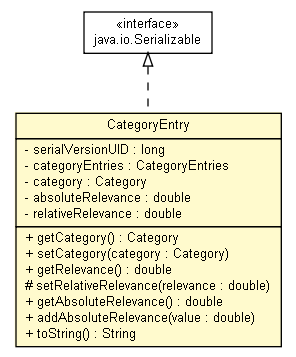 «interface»
java.io.Serializable
CategoryEntry
- serialVersionUID : long
- categoryEntries : CategoryEntries
- category : Category
- absoluteRelevance : double
- relativeRelevance : double
+ getCategory() : Category
+ setCategory(category : Category)
+ getRelevance() : double
# setRelativeRelevance(relevance : double)
+ getAbsoluteRelevance() : double
+ addAbsoluteRelevance(value : double)
+ toString() : String